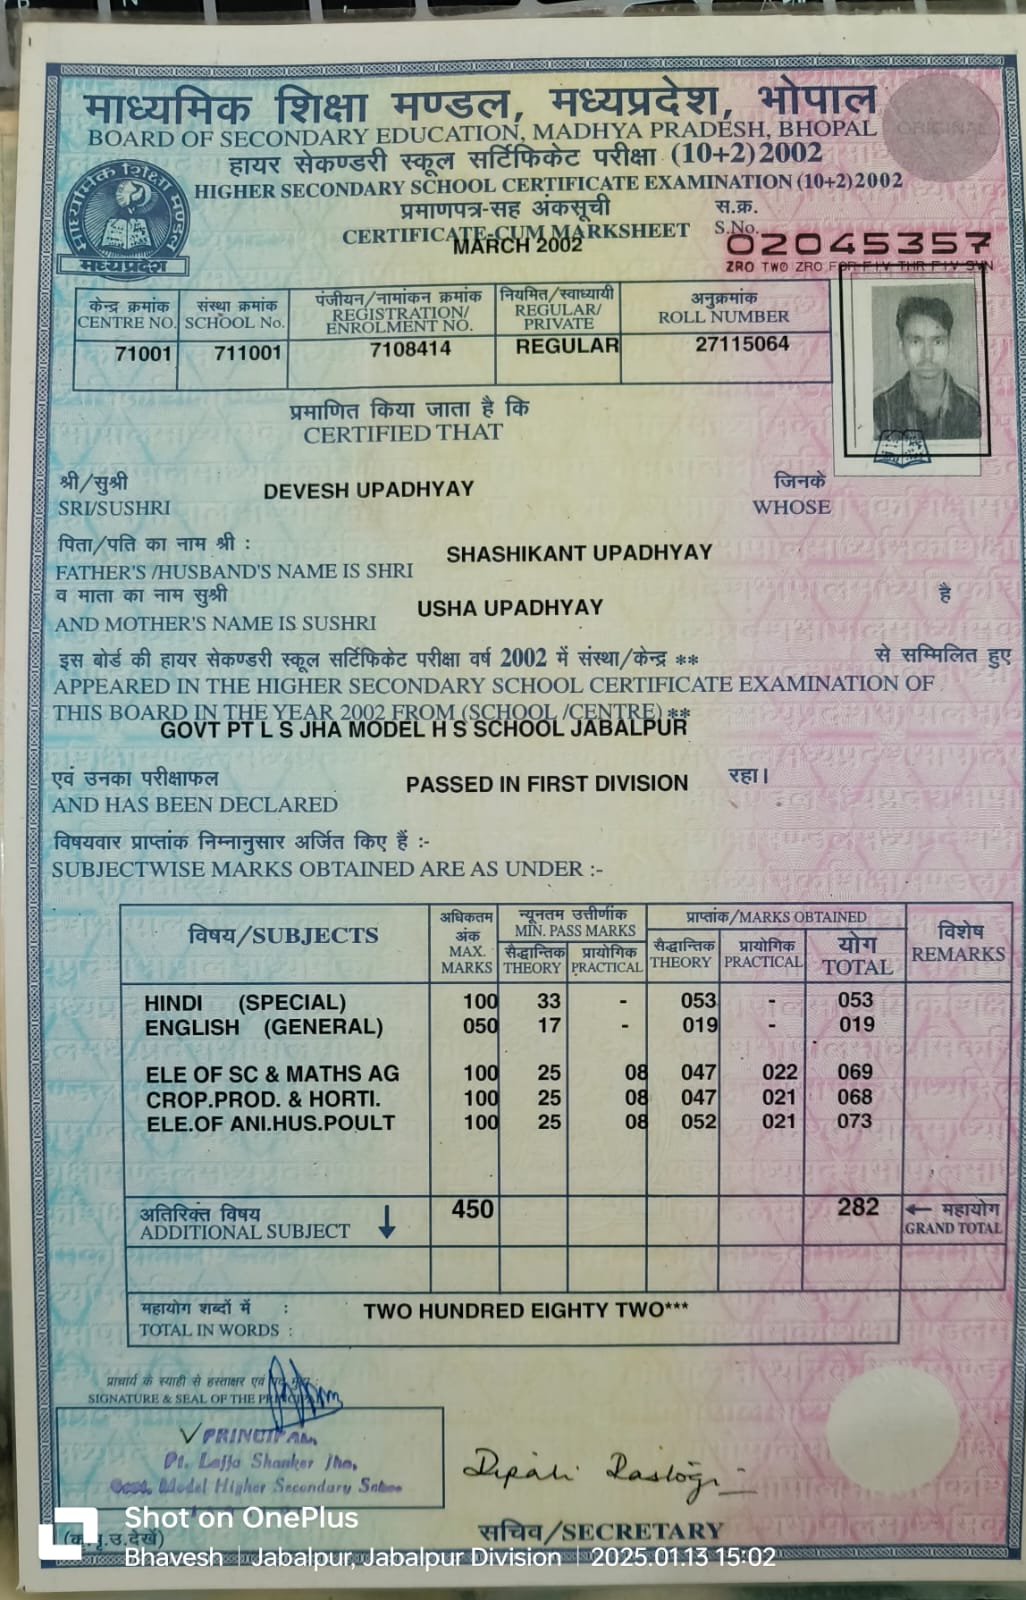 माध्यमिक शिक्षा मण्डल, मध्यप्रदेश, भोपाल
BOARD OF SECONDARY EDUCATION, MADHYA PRADESH, BHOPAL
ORIGINAL
हायर सेकण्डरी स्कूल सर्टिफिकेट परीक्षा (10+2) 2002
HIGHER SECONDARY SCHOOL CERTIFICATE EXAMINATION (10+2) 2002
माध्यमिक शिक्षा मण्डल
मध्यप्रदेश
प्रमाणपत्र-सह अंकसूची स.क्र.
CERTIFICATE-CUM MARKSHEET S.No.
MARCH 2002 02045357
ZRO TWO ZRO FOR FIV THR FIV SVN
केन्द्र क्रमांक संस्था क्रमांक पंजीयन/नामांकन क्रमांक नियमित/स्वाध्यायी अनुक्रमांक
CENTRE NO. SCHOOL No. REGISTRATION/ ENROLMENT NO. REGULAR/ PRIVATE ROLL NUMBER
71001 711001 7108414 REGULAR 27115064
प्रमाणित किया जाता है कि
CERTIFIED THAT
श्री/सुश्री DEVESH UPADHYAY जिनके
SRI/SUSHRI WHOSE
पिता/पति का नाम श्री : SHASHIKANT UPADHYAY
FATHER'S /HUSBAND'S NAME IS SHRI
व माता का नाम सुश्री USHA UPADHYAY है
AND MOTHER'S NAME IS SUSHRI
इस बोर्ड की हायर सेकण्डरी स्कूल सर्टिफिकेट परीक्षा वर्ष 2002 में संस्था/केन्द्र ** से सम्मिलित हुए
APPEARED IN THE HIGHER SECONDARY SCHOOL CERTIFICATE EXAMINATION OF
THIS BOARD IN THE YEAR 2002 FROM (SCHOOL /CENTRE) **
GOVT PT L S JHA MODEL H S SCHOOL JABALPUR
एवं उनका परीक्षाफल PASSED IN FIRST DIVISION रहा।
AND HAS BEEN DECLARED
विषयवार प्राप्तांक निम्नानुसार अर्जित किए हैं :-
SUBJECTWISE MARKS OBTAINED ARE AS UNDER :-
विषय/SUBJECTS अधिकतम अंक MAX. MARKS न्यूनतम उत्तीर्णांक MIN. PASS MARKS प्राप्तांक/MARKS OBTAINED विशेष REMARKS
सैद्धान्तिक THEORY प्रायोगिक PRACTICAL सैद्धान्तिक THEORY प्रायोगिक PRACTICAL योग TOTAL
HINDI (SPECIAL) 100 33 - 053 - 053
ENGLISH (GENERAL) 050 17 - 019 - 019
ELE OF SC & MATHS AG 100 25 08 047 022 069
CROP.PROD. & HORTI. 100 25 08 047 021 068
ELE.OF ANI.HUS.POULT 100 25 08 052 021 073
अतिरिक्त विषय 450 282 महायोग
ADDITIONAL SUBJECT GRAND TOTAL
महायोग शब्दों में : TWO HUNDRED EIGHTY TWO***
TOTAL IN WORDS :
प्राचार्य के स्याही से हस्ताक्षर एवं
SIGNATURE & SEAL OF THE
PRINCIPAL,
Pt. Lajja Shanker Jha,
Govt. Model Higher Secondary
Dipali Rastogi
सचिव/SECRETARY
Shot on OnePlus
Bhavesh | Jabalpur, Jabalpur Division | 2025.01.13 15:02